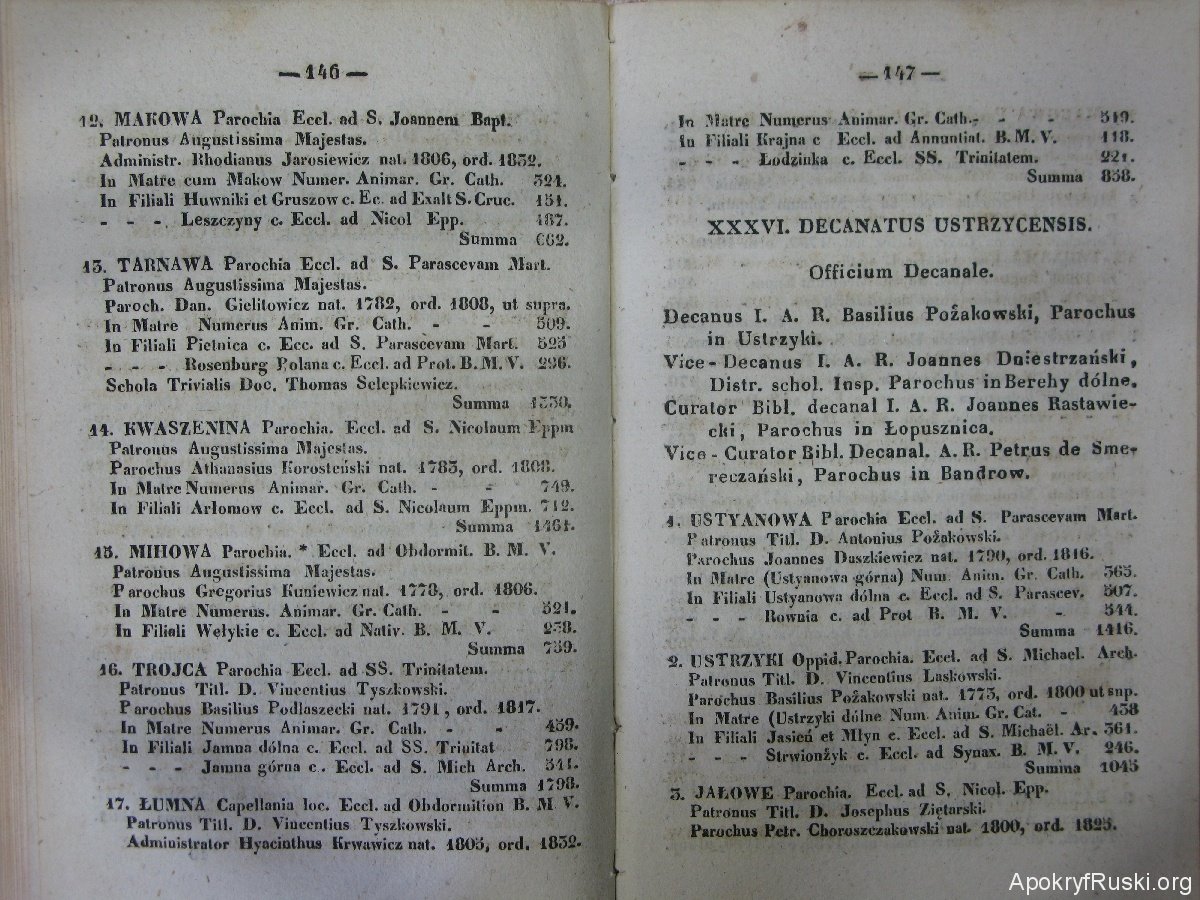 — 146 —
12. MAKOWA Parochia Eccl. ad S. Joannem Bapt.
Patronus Augustissima Majestas.
Administr. Rhodianus Jarosiewicz nat. 1806, ord. 1832.
In Matre cum Makow Numer. Animar. Gr. Cath. 324.
In Filiali Huwniki et Gruszow c. Ec. ad Exalt S. Cruc. 151.
- - - Leszczyny c. Eccl. ad Nicol Epp. 187.
Summa 662.
13. TARNAWA Parochia Eccl. ad S. Parascevam Mart.
Patronus Augustissima Majestas.
Paroch. Dan. Gielitowicz nat. 1782, ord. 1808, ut supra.
In Matre Numerus Anim. Gr. Cath. - - 509.
In Filiali Pietnica c. Ecc. ad S. Parascevam Mart. 525
- - - Rosenburg Polana c. Eccl. ad Prot. B. M. V. 296.
Schola Trivialis Doc. Thomas Selepkiewicz.
Summa 1330.
14. KWASZENINA Parochia. Eccl. ad S. Nicolaum Eppm
Patronus Augustissima Majestas.
Parochus Athanasius Korosteński nat. 1783, ord. 1808.
In Matre Numerus Animar. Gr. Cath. - - 749.
In Filiali Arłomow c. Eccl. ad S. Nicolaum Eppm. 712.
Summa 1461.
15. MIHOWA Parochia. * Eccl. ad Obdormit. B. M. V.
Patronus Augustissima Majestas.
Parochus Gregorius Kuniewicz nat. 1778, ord. 1806.
In Matre Numerus. Animar. Gr. Cath. - - 521.
In Filiali Wełykie c. Eccl. ad Nativ. B. M. V. 238.
Summa 759.
16. TROJCA Parochia Eccl. ad SS. Trinitatem.
Patronus Titl. D. Vincentius Tyszkowski.
Parochus Basilius Podlaszecki nat. 1791, ord. 1817.
In Matre Numerus Animar. Gr. Cath. - - 459.
In Filiali Jamna dólna c. Eccl. ad SS. Trinitat 798.
- - - Jamna górna c. Eccl. ad S. Mich Arch. 541.
Summa 1798.
17. ŁUMNA Capellania loc. Eccl. ad Obdormition B. M. V.
Patronus Titl. D. Vincentius Tyszkowski.
Administrator Hyacinthus Krwawicz nat. 1805, ord. 1832.
— 147 —
In Matre Numerus Animar. Gr. Cath. - - - 519.
In Filiali Krajna c Eccl. ad Annuntiat. B. M. V. 118.
- - - Łodzinka c. Eccl. SS. Trinitatem. 221.
Summa 858.
XXXVI. DECANATUS USTRZYCENSIS.
Officium Decanale.
Decanus I. A. R. Basilius Pożakowski, Parochus
in Ustrzyki.
Vice-Decanus I. A. R. Joannes Dniestrzański,
Distr. schol. Insp. Parochus in Berehy dólne.
Curator Bibl. decanal I. A. R. Joannes Rastawie-
cki, Parochus in Łopusznica.
Vice-Curator Bibl. Decanal. A. R. Petrus de Sme-
reczański, Parochus in Bandrow.
1. USTYANOWA Parochia Eccl. ad S. Parascevam Mart.
Patronus Titl. D. Antonius Pożakowski.
Parochus Joannes Daszkiewicz nat. 1790, ord. 1816.
In Matre (Ustyanowa górna) Num. Anim. Gr. Cath. 565.
In Filiali Ustyanowa dólna c. Eccl. ad S. Parascev. 507.
- - - Rownia c. ad Prot B. M. V. - 344.
Summa 1416.
2. USTRZYKI Oppid. Parochia. Eccl. ad S. Michael. Arch.
Patronus Titl. D. Vincentius Laskowski.
Parochus Basilius Pożakowski nat. 1773, ord. 1800 ut sup.
In Matre (Ustrzyki dólne Num. Anim. Gr. Cat. - 438
In Filiali Jasień et Młyn c. Eccl. ad S. Michaël. Ar. 361.
- - - Strwionżyk c. Eccl. ad Synax. B. M. V. 246.
Summa 1045
3. JAŁOWE Parochia. Eccl. ad S. Nicol. Epp.
Patronus Titl. D. Josephus Ziętarski.
Parochus Petr. Choroszczakowski nat. 1800, ord. 1825.
ApokryfRuski.org